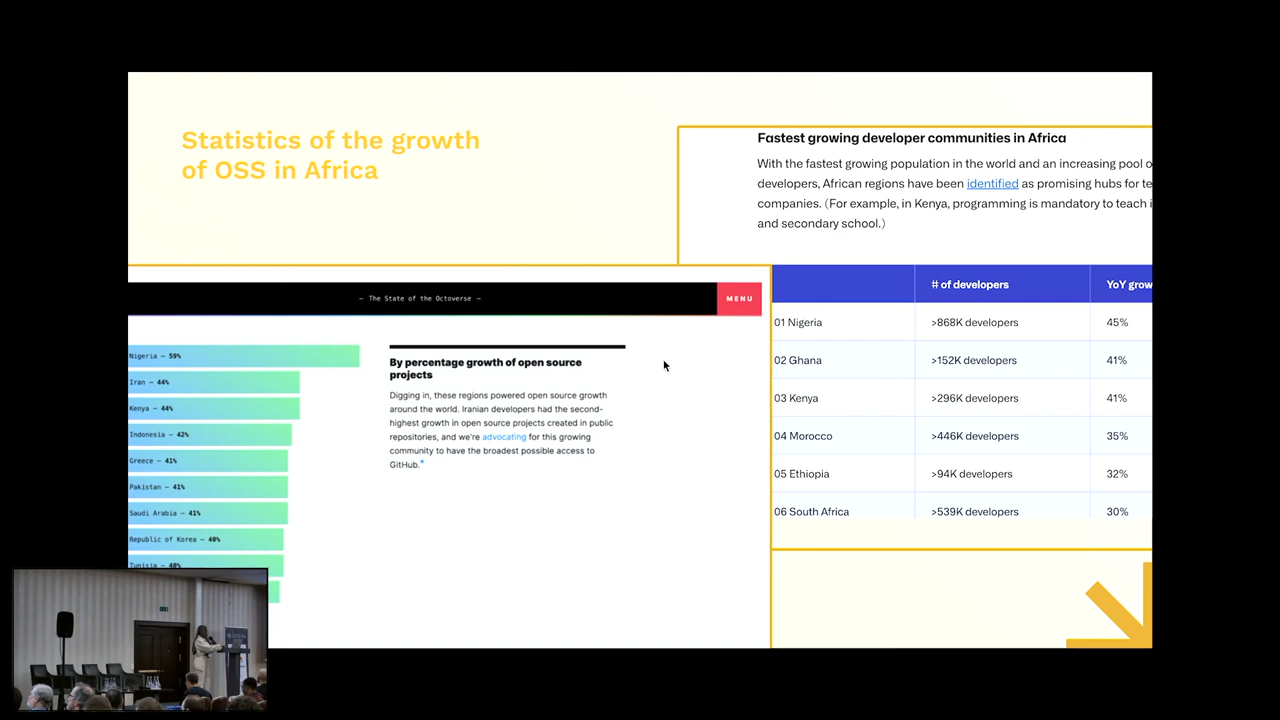 Statistics of the growth
of OSS in Africa
Fastest growing developer communities in Africa
With the fastest growing population in the world and an increasing pool o
developers, African regions have been identified as promising hubs for te
companies. (For example, in Kenya, programming is mandatory to teach i
and secondary school.)
# of developers YoY grow
01 Nigeria >868K developers 45%
02 Ghana >152K developers 41%
03 Kenya >296K developers 41%
04 Morocco >446K developers 35%
05 Ethiopia >94K developers 32%
06 South Africa >539K developers 30%
— The State of the Octoverse —
MENU
Nigeria — 59%
Iran — 44%
Kenya — 44%
Indonesia — 42%
Greece — 41%
Pakistan — 41%
Saudi Arabia — 41%
Republic of Korea — 40%
Tunisia — 40%
By percentage growth of open source
projects
Digging in, these regions powered open source growth
around the world. Iranian developers had the second-
highest growth in open source projects created in public
repositories, and we're advocating for this growing
community to have the broadest possible access to
GitHub.*